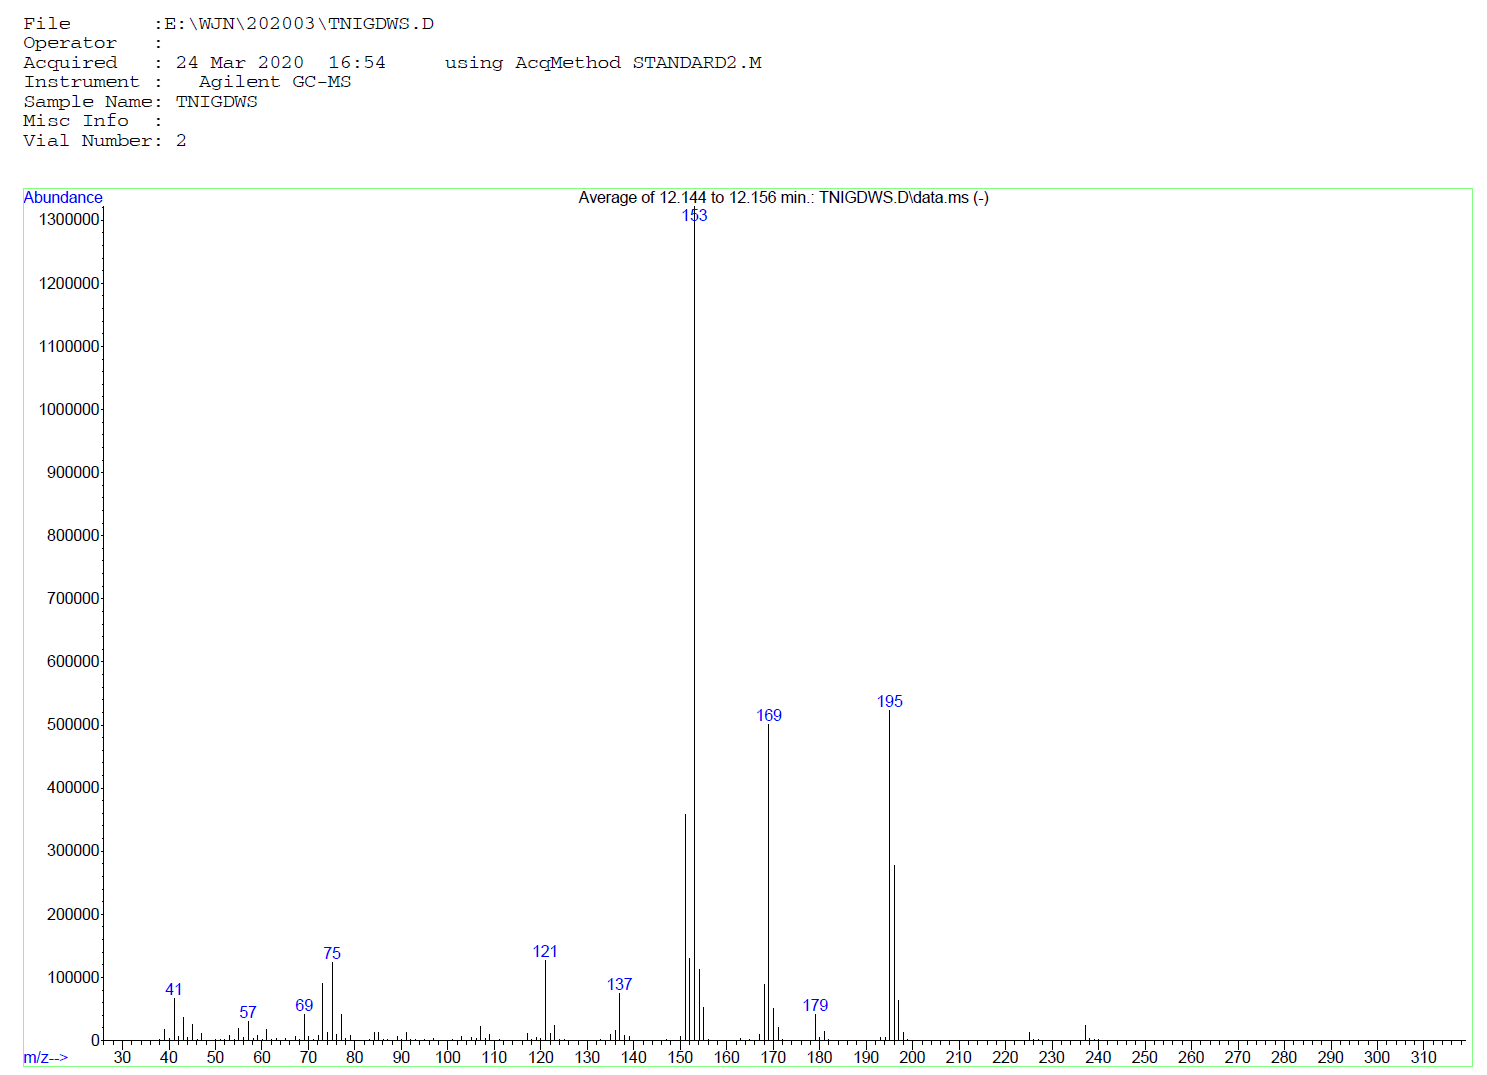 File       :E:\WJN\202003\TNIGDWS.D
Operator   :
Acquired   : 24 Mar 2020  16:54     using AcqMethod STANDARD2.M
Instrument :   Agilent GC-MS
Sample Name: TNIGDWS
Misc Info  :
Vial Number: 2
Abundance
Average of 12.144 to 12.156 min.: TNIGDWS.D\data.ms (-)
1300000
153
1200000
1100000
1000000
900000
800000
700000
600000
195
169
500000
400000
300000
200000
75
121
100000
41
137
69
179
57
0
m/z-->
30 40 50 60 70 80 90 100 110 120 130 140 150 160 170 180 190 200 210 220 230 240 250 260 270 280 290 300 310